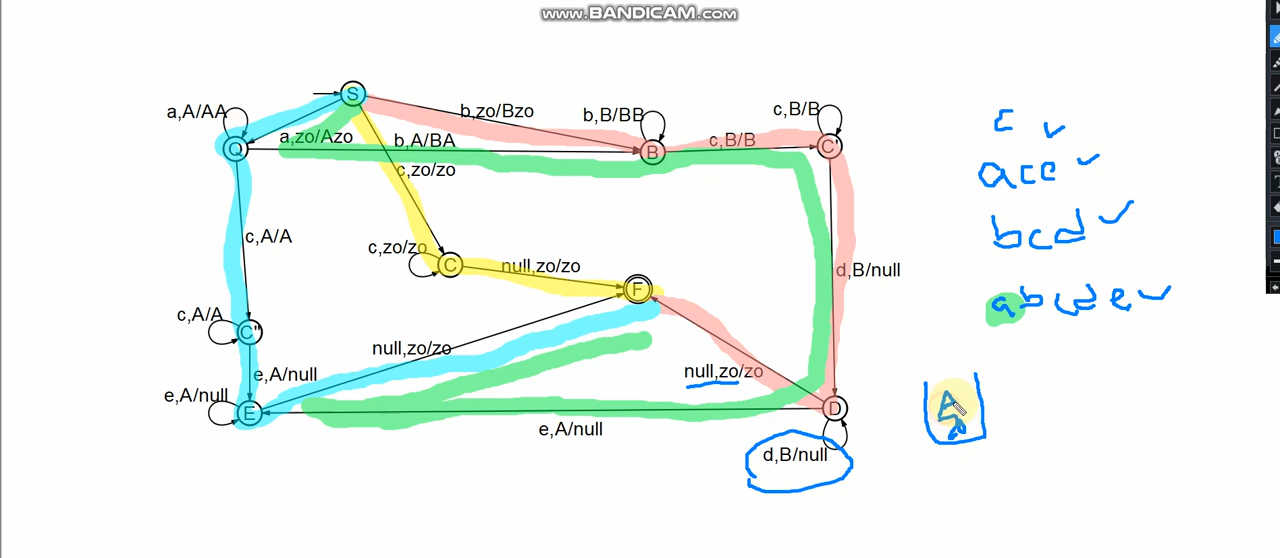 www.BANDICAM.com
S
a,A/AA
b,zo/Bzo
b,B/BB
c,B/B
a,zo/Azo
b,A/BA
c,B/B
Q
B
C'
c,zo/zo
c,A/A
c,zo/zo
C
null,zo/zo
F
d,B/null
c,A/A
C"
null,zo/zo
e,A/null
null,zo/zo
e,A/null
E
D
e,A/null
d,B/null
c ✓
acc ✓
bcd ✓
abcde ✓
A